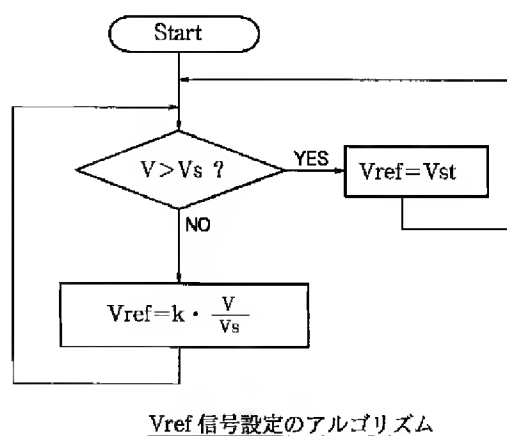 Start
V>Vs ?
YES
Vref=Vst
NO
Vref=k・V/Vs
Vref 信号設定のアルゴリズム